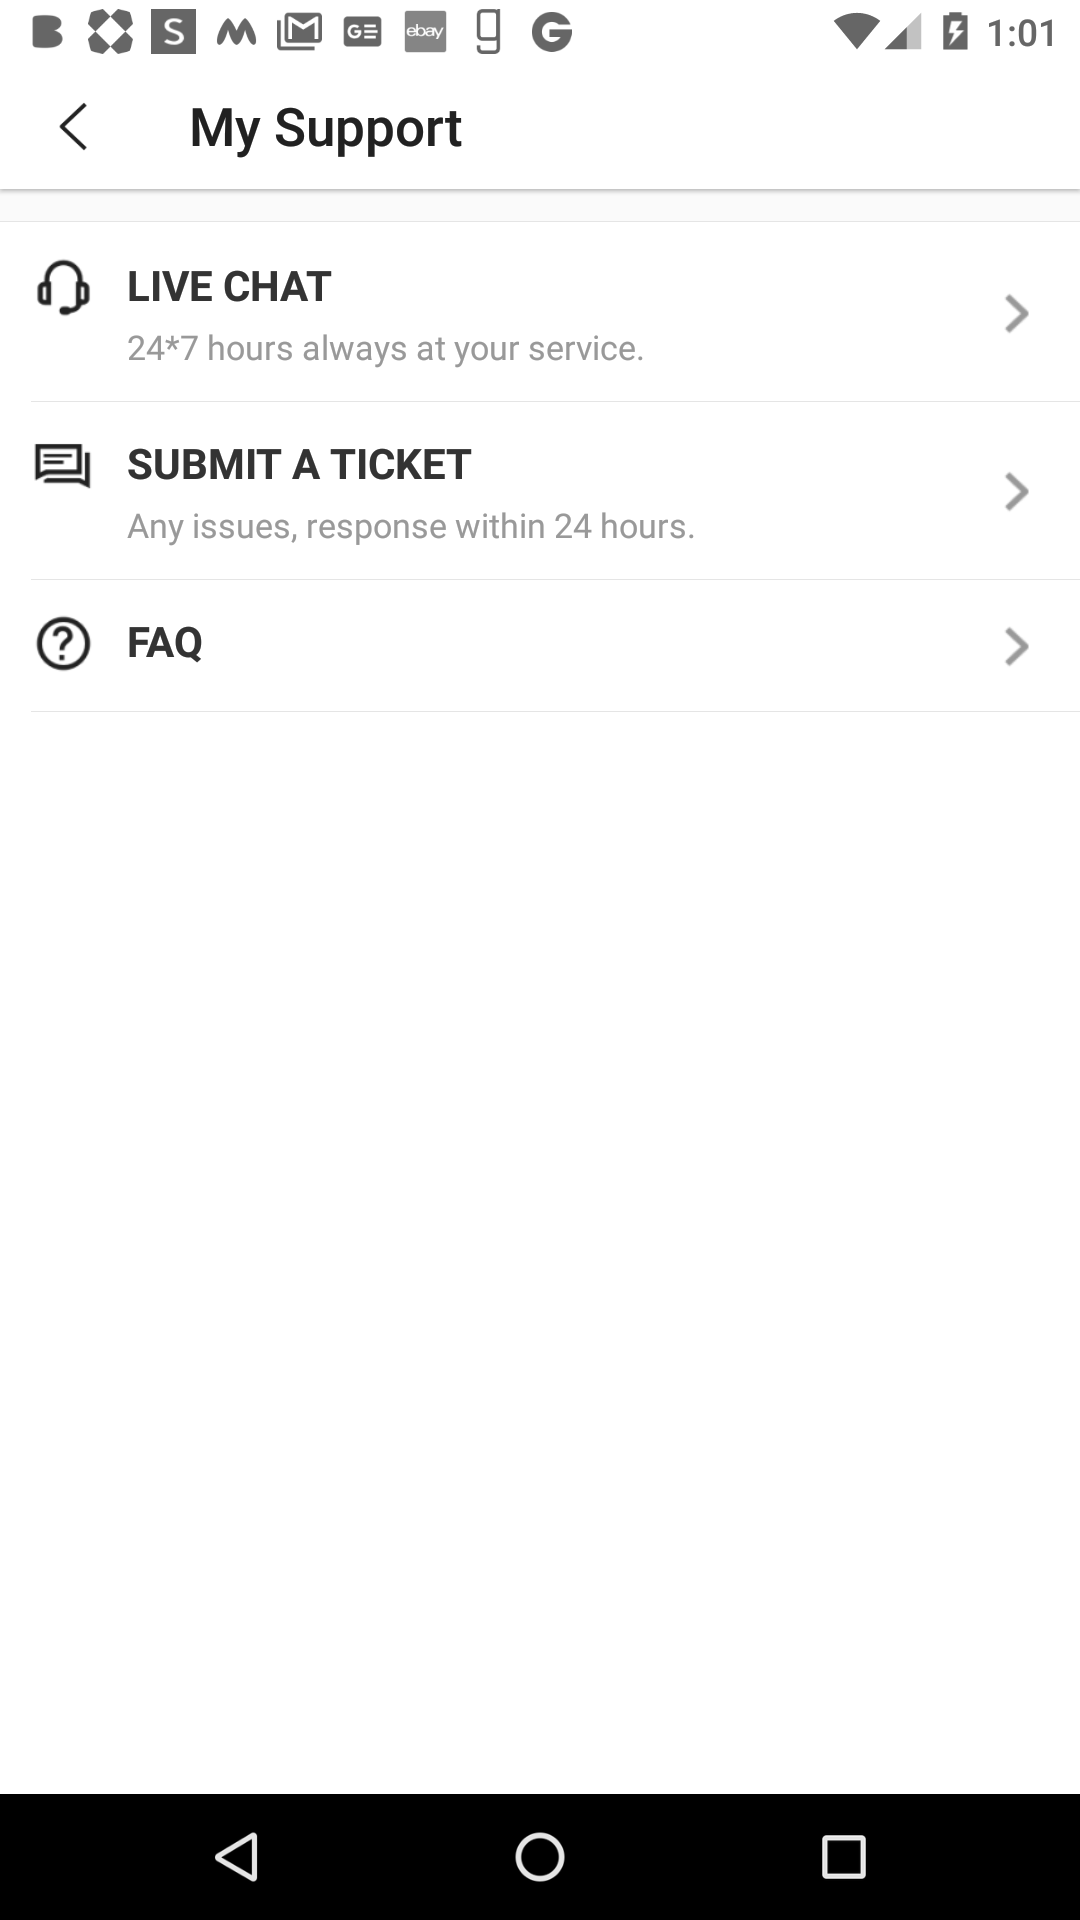 1:01
My Support
LIVE CHAT
24*7 hours always at your service.
SUBMIT A TICKET
Any issues, response within 24 hours.
FAQ